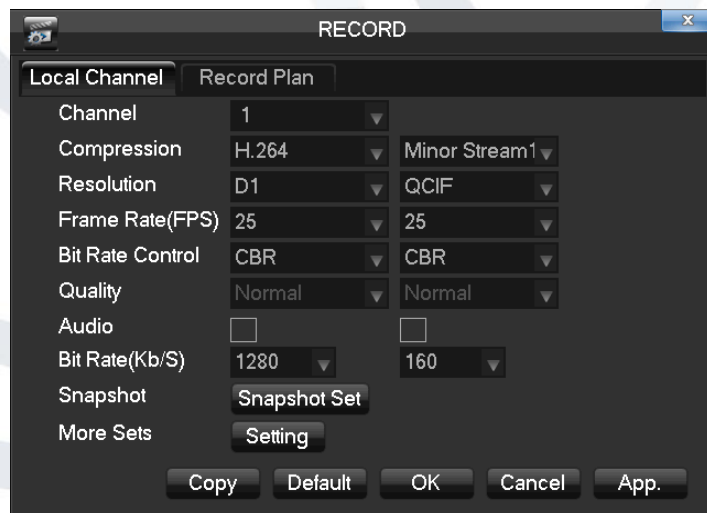 RECORD
x
Local Channel Record Plan
Channel 1
Compression H.264 Minor Stream1
Resolution D1 QCIF
Frame Rate(FPS) 25 25
Bit Rate Control CBR CBR
Quality Normal Normal
Audio
Bit Rate(Kb/S) 1280 160
Snapshot Snapshot Set
More Sets Setting
Copy Default OK Cancel App.